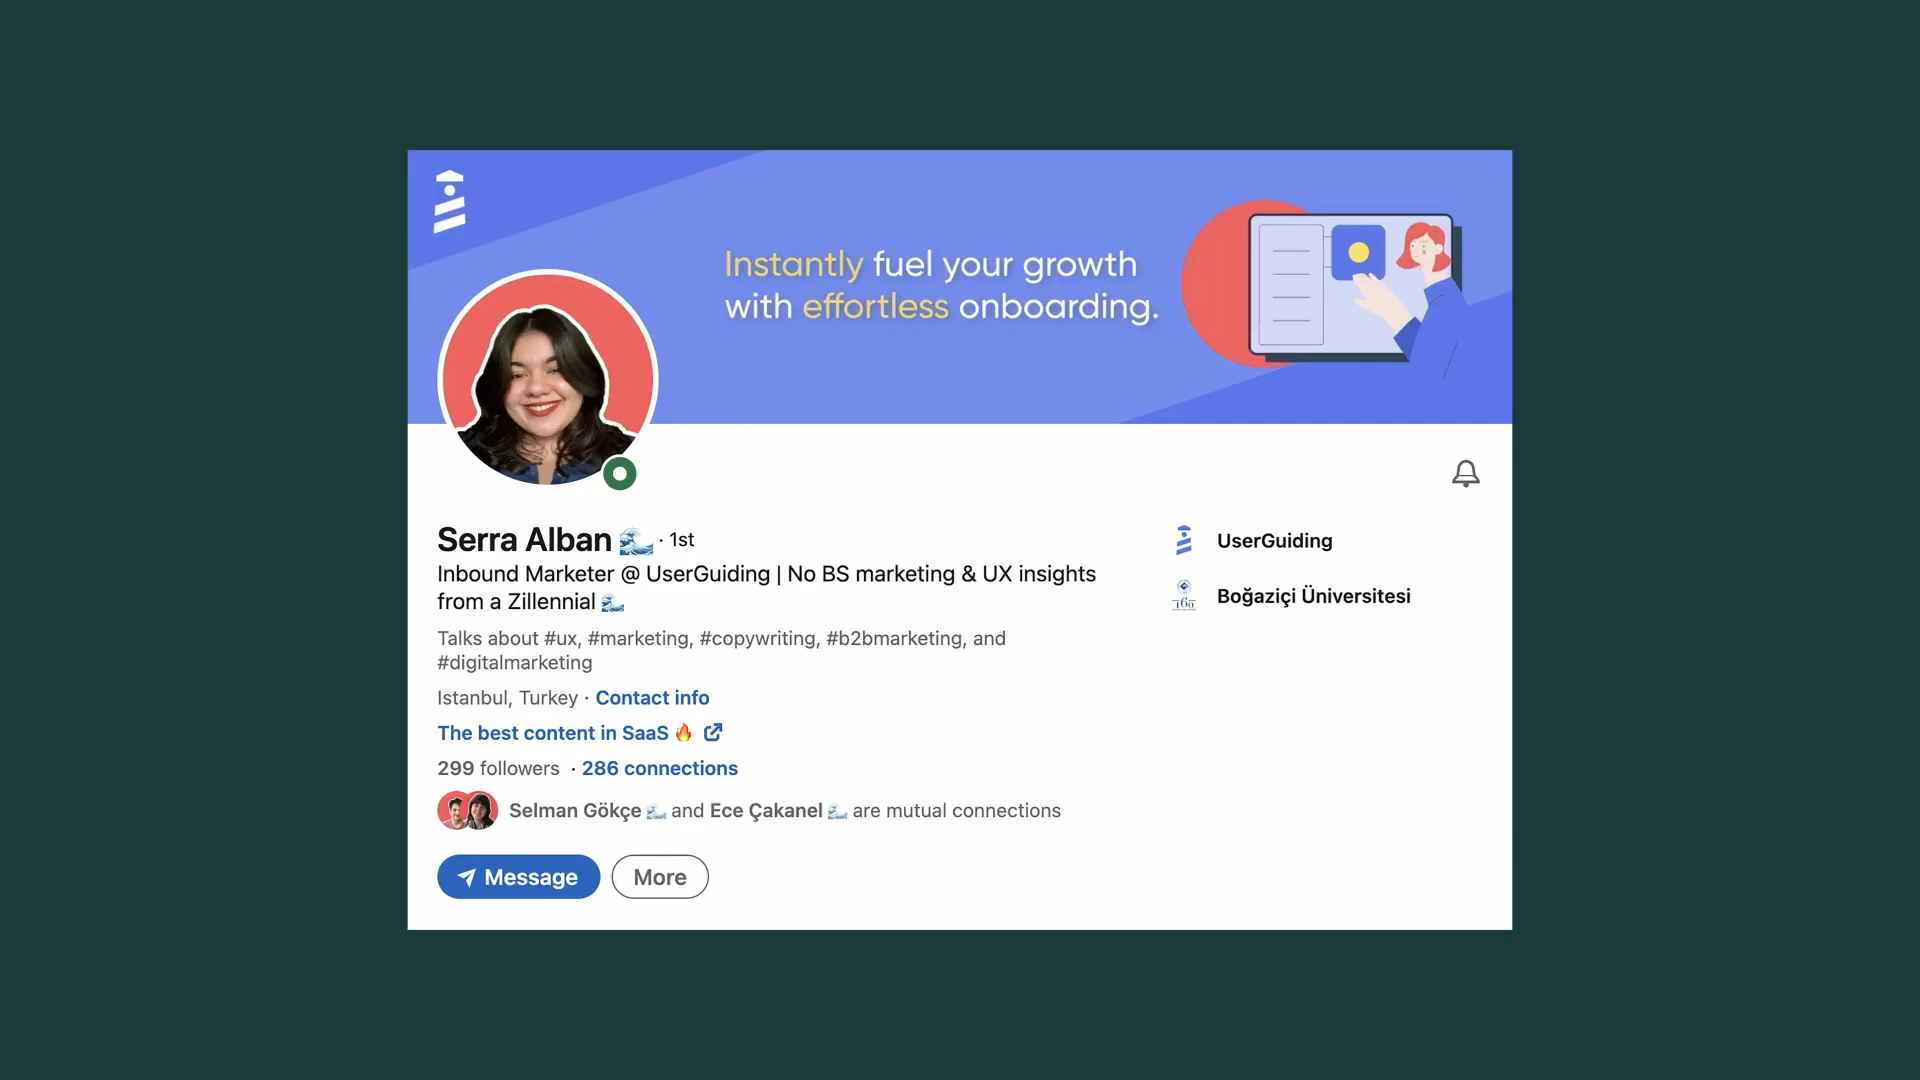 Instantly fuel your growth
with effortless onboarding.
Serra Alban 🌊 · 1st
Inbound Marketer @ UserGuiding | No BS marketing & UX insights
from a Zillennial 🌊
Talks about #ux, #marketing, #copywriting, #b2bmarketing, and
#digitalmarketing
Istanbul, Turkey · Contact info
The best content in SaaS 🔥
299 followers · 286 connections
Selman Gökçe 🌊 and Ece Çakanel 🌊 are mutual connections
Message
More
UserGuiding
160
Boğaziçi Üniversitesi